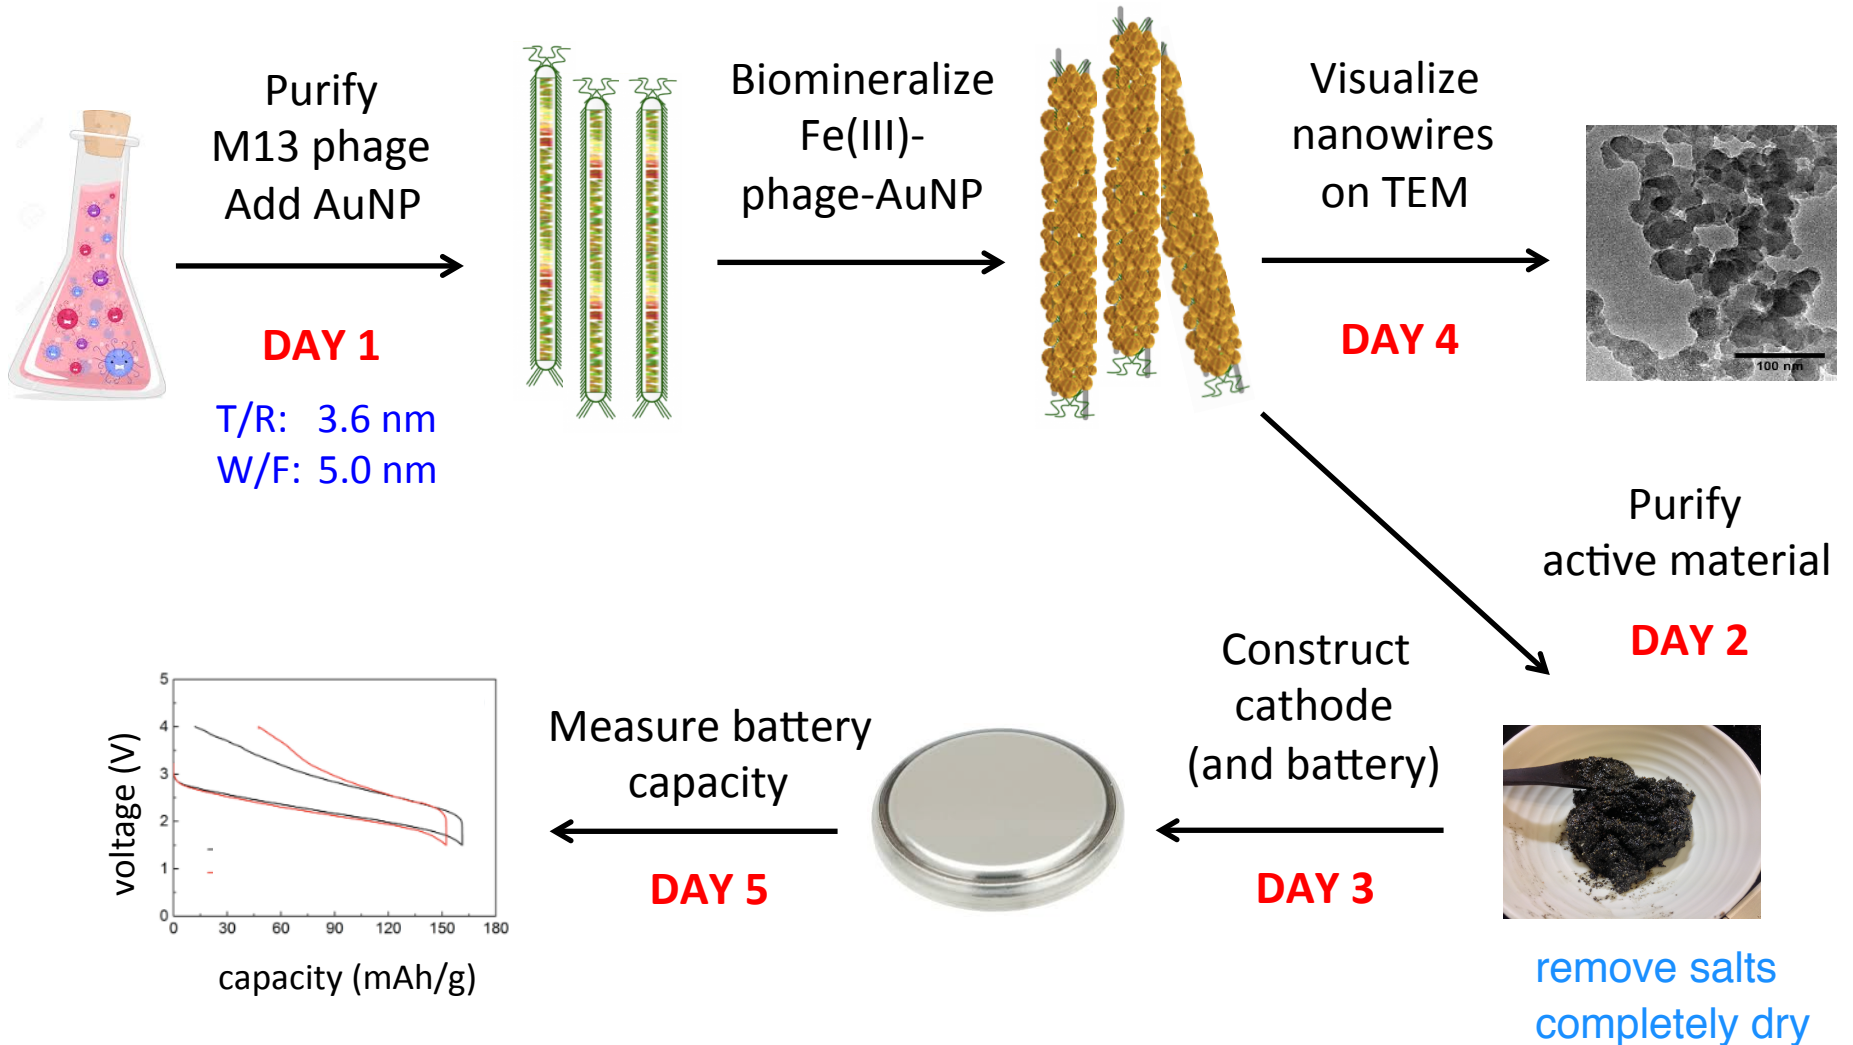 Purify
M13 phage
Add AuNP
DAY 1
T/R: 3.6 nm
W/F: 5.0 nm
Biomineralize
Fe(III)-
phage-AuNP
Visualize
nanowires
on TEM
DAY 4
100 nm
Purify
active material
DAY 2
remove salts
completely dry
Construct
cathode
(and battery)
DAY 3
Measure battery
capacity
DAY 5
voltage (V)
5
4
3
2
1
0
0 30 60 90 120 150 180
capacity (mAh/g)